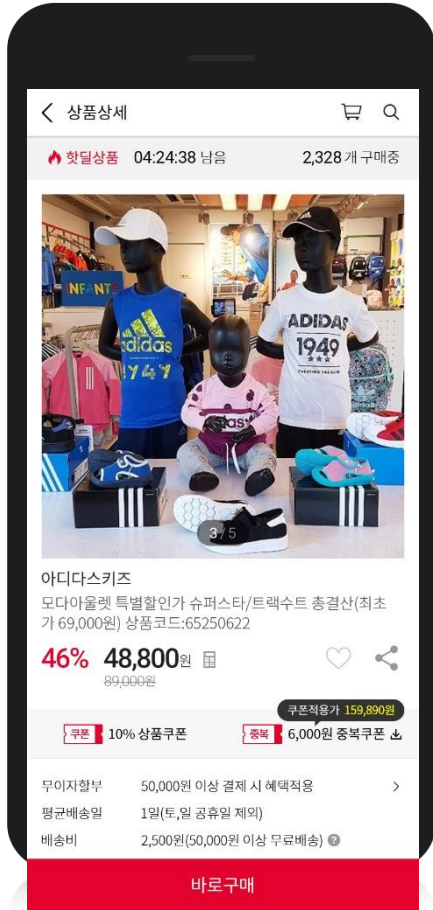 상품상세
핫딜상품 04:24:38 남음 2,328 개 구매중
INFANTS
adidas
ADIDAS
1949
adidas
3/5
아디다스키즈
모다아울렛 특별할인가 슈퍼스타/트랙수트 총결산(최초
가 69,000원) 상품코드:65250622
46% 48,800원
89,000원
쿠폰적용가 159,890원
쿠폰 10% 상품쿠폰 중복 6,000원 중복쿠폰
무이자할부 50,000원 이상 결제 시 혜택적용
평균배송일 1일(토,일 공휴일 제외)
배송비 2,500원(50,000원 이상 무료배송)
바로구매